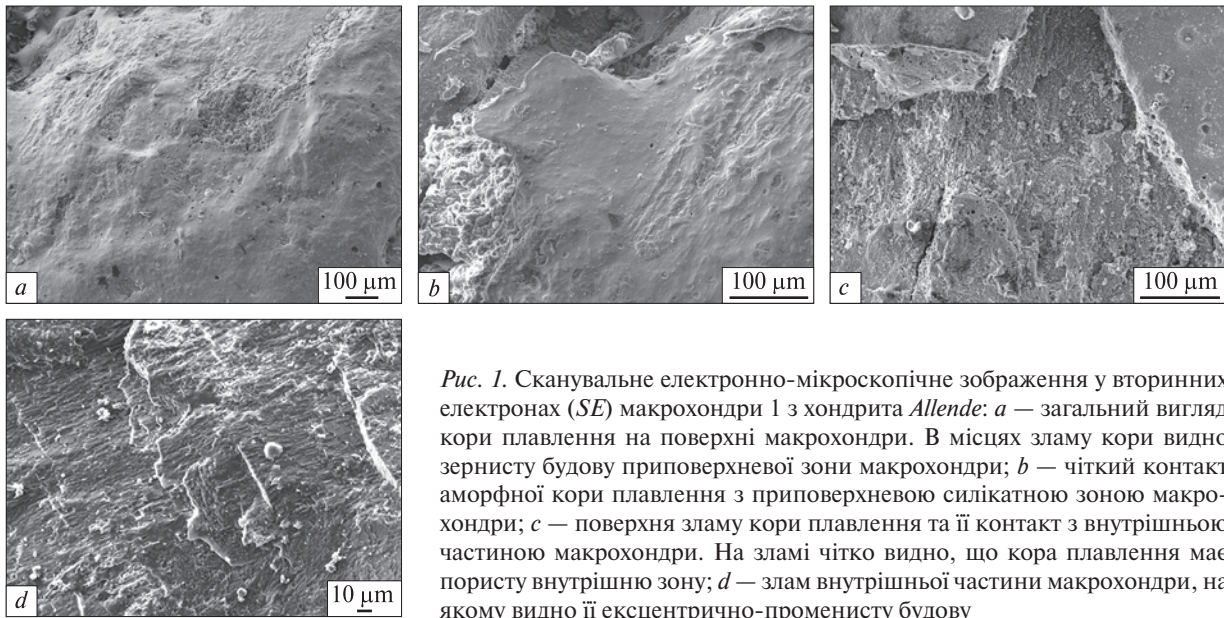 a
100 μm
b
100 μm
c
100 μm
d
10 μm
Рис. 1. Сканувальне електронно-мікроскопічне зображення у вторинних
електронах (SE) макрохондри 1 з хондрита Allende: a — загальний вигляд
кори плавлення на поверхні макрохондри. В місцях зламу кори видно
зернисту будову приповерхневої зони макрохондри; b — чіткий контакт
аморфної кори плавлення з приповерхневою силікатною зоною макро-
хондри; c — поверхня зламу кори плавлення та її контакт з внутрішньою
частиною макрохондри. На зламі чітко видно, що кора плавлення має
пористу внутрішню зону; d — злам внутрішньої частини макрохондри, на
якому видно її ексцентрично-променисту будову